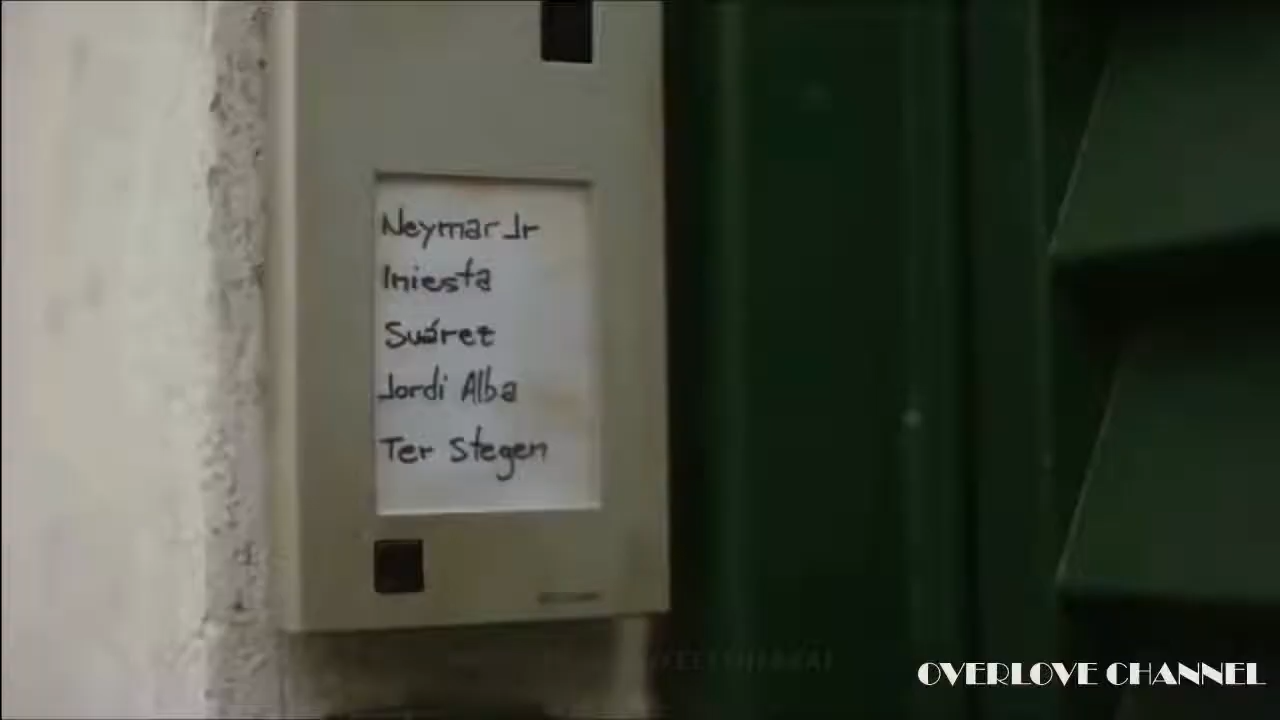 Neymar Jr
Iniesta
Suárez
Jordi Alba
Ter Stegen
OVERLOVE CHANNEL